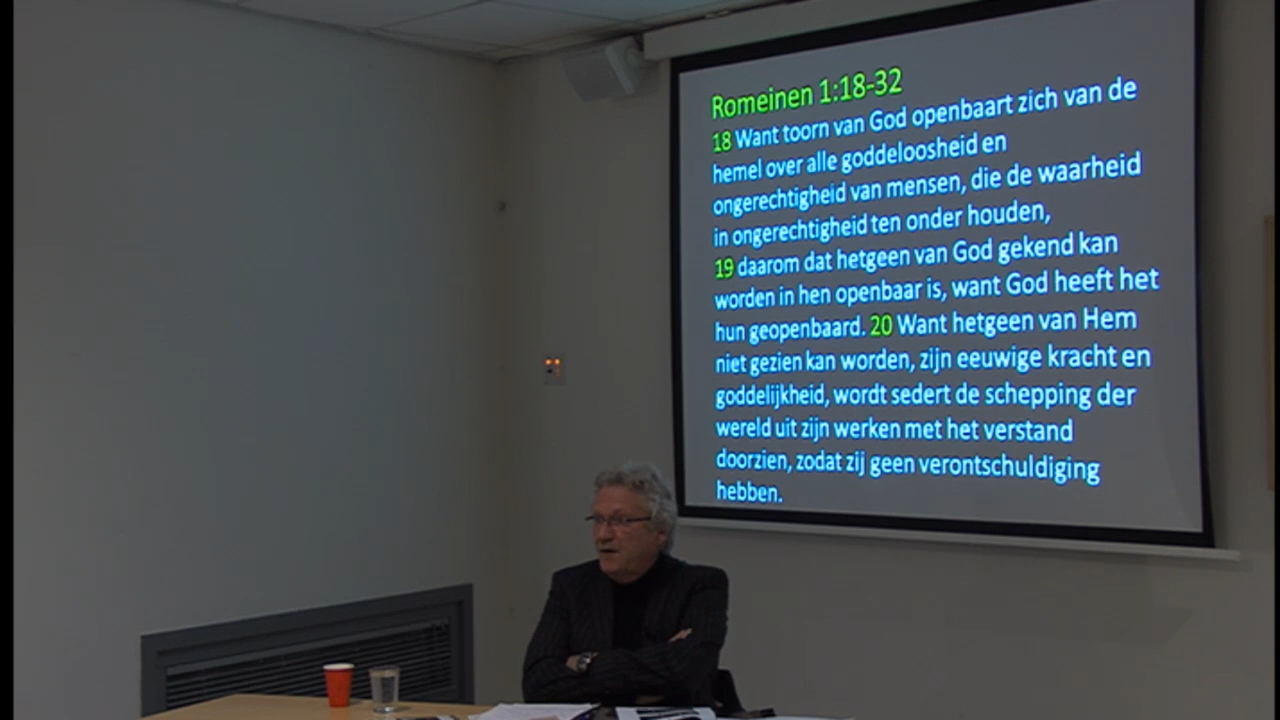 Romeinen 1:18-32
18 Want toorn van God openbaart zich van de
hemel over alle goddeloosheid en
ongerechtigheid van mensen, die de waarheid
in ongerechtigheid ten onder houden,
19 daarom dat hetgeen van God gekend kan
worden in hen openbaar is, want God heeft het
hun geopenbaard. 20 Want hetgeen van Hem
niet gezien kan worden, zijn eeuwige kracht en
goddelijkheid, wordt sedert de schepping der
wereld uit zijn werken met het verstand
doorzien, zodat zij geen verontschuldiging
hebben.